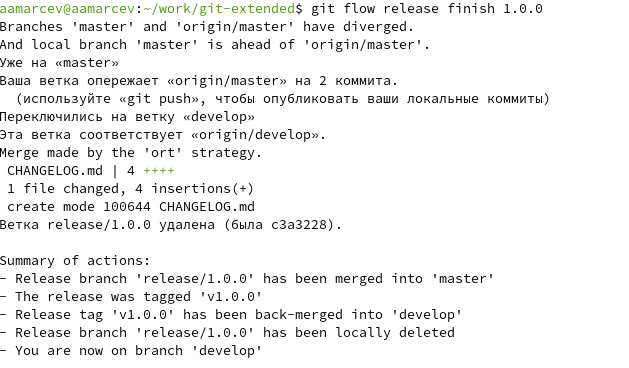 aamarcev@aamarcev:~/work/git-extended$ git flow release finish 1.0.0
Branches 'master' and 'origin/master' have diverged.
And local branch 'master' is ahead of 'origin/master'.
Уже на «master»
Ваша ветка опережает «origin/master» на 2 коммита.
  (используйте «git push», чтобы опубликовать ваши локальные коммиты)
Переключились на ветку «develop»
Эта ветка соответствует «origin/develop».
Merge made by the 'ort' strategy.
 CHANGELOG.md | 4 ++++
 1 file changed, 4 insertions(+)
 create mode 100644 CHANGELOG.md
Ветка release/1.0.0 удалена (была c3a3228).

Summary of actions:
- Release branch 'release/1.0.0' has been merged into 'master'
- The release was tagged 'v1.0.0'
- Release tag 'v1.0.0' has been back-merged into 'develop'
- Release branch 'release/1.0.0' has been locally deleted
- You are now on branch 'develop'